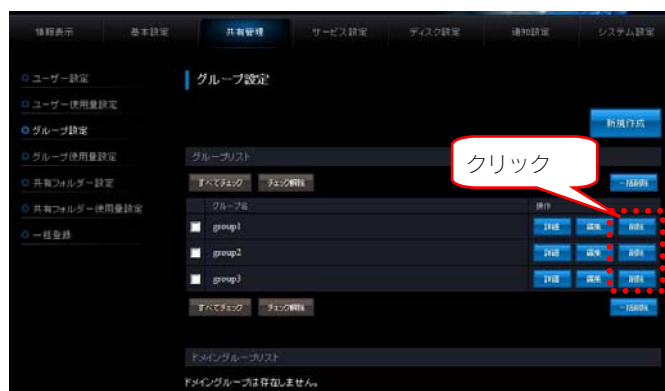 情報表示 基本設定 共有管理 サービス設定 ディスク設定 通知設定 システム設定
ユーザー設定
グループ設定
ユーザー使用量設定
グループ設定
新規作成
グループ使用量設定
グループリスト
クリック
共有フォルダー設定
すべてチェック チェック解除 一括削除
共有フォルダー使用量設定
グループ名 操作
一括登録
group1 詳細 編集 削除
group2 詳細 編集 削除
group3 詳細 編集 削除
すべてチェック チェック解除 一括削除
ドメイングループリスト
ドメイングループは存在しません。